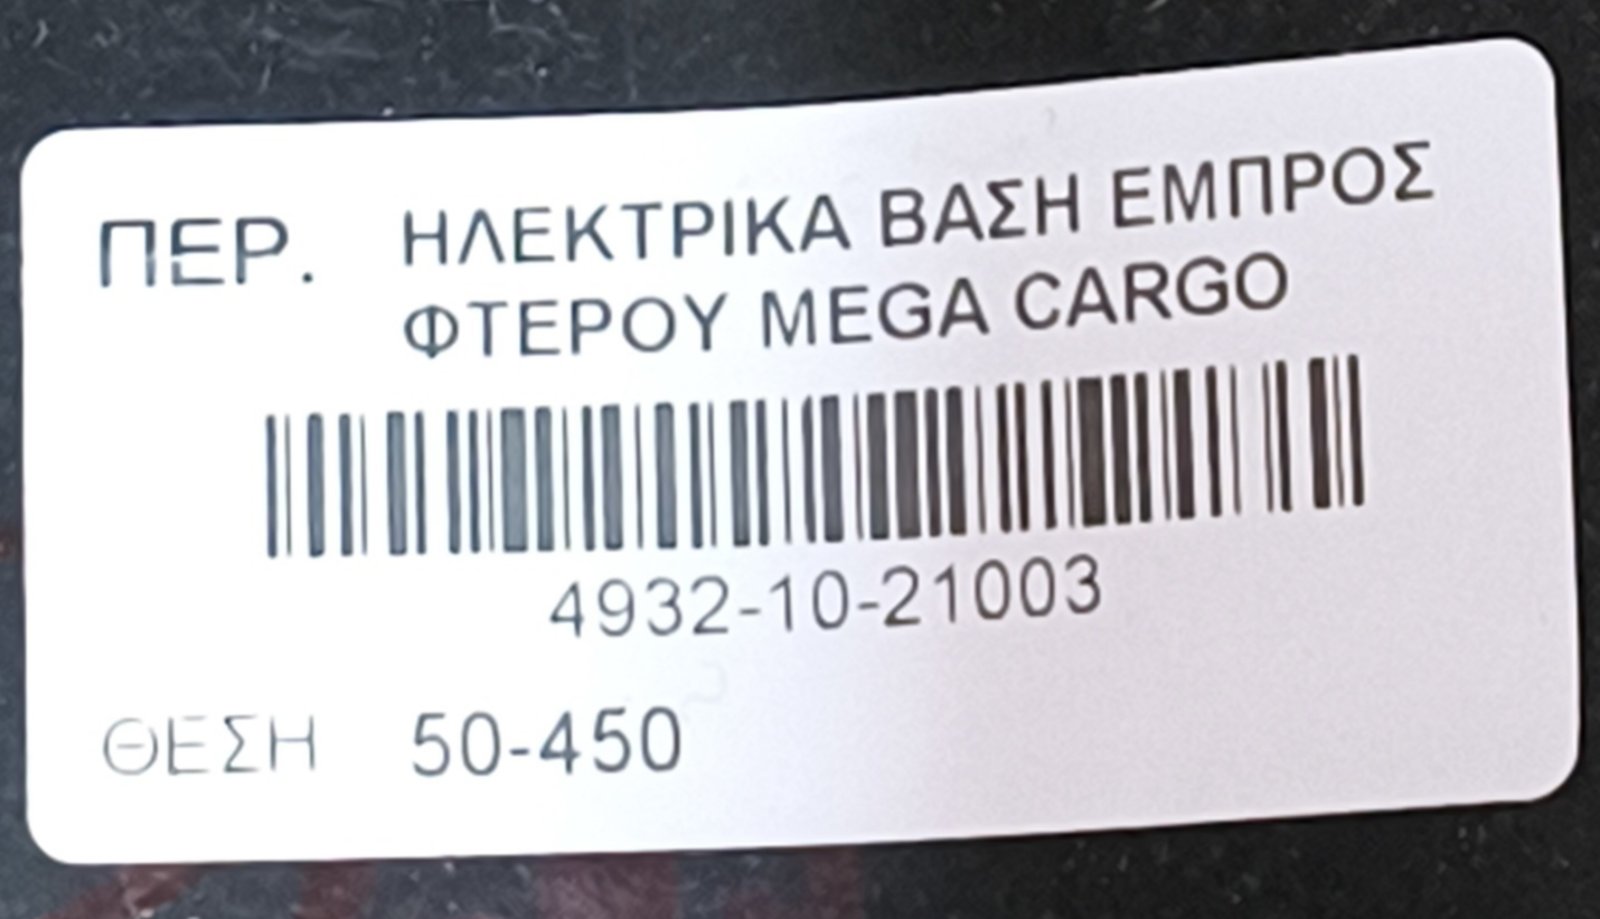 ΠΕΡ. ΗΛΕΚΤΡΙΚΑ ΒΑΣΗ ΕΜΠΡΟΣ
ΦΤΕΡΟΥ MEGA CARGO
4932-10-21003
ΘΕΣΗ 50-450